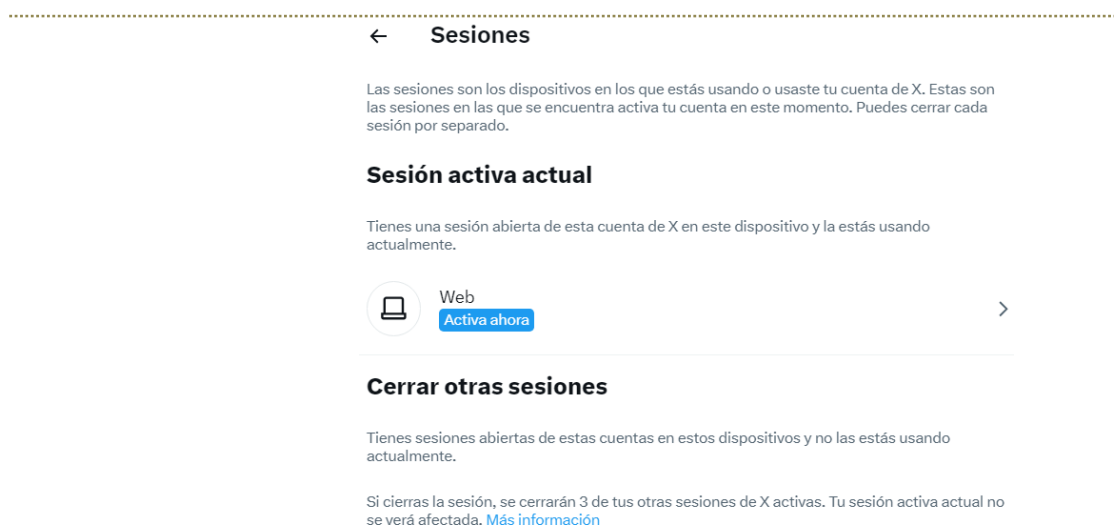 Sesiones
Las sesiones son los dispositivos en los que estás usando o usaste tu cuenta de X. Estas son
las sesiones en las que se encuentra activa tu cuenta en este momento. Puedes cerrar cada
sesión por separado.
Sesión activa actual
Tienes una sesión abierta de esta cuenta de X en este dispositivo y la estás usando
actualmente.
Web
Activa ahora
Cerrar otras sesiones
Tienes sesiones abiertas de estas cuentas en estos dispositivos y no las estás usando
actualmente.
Si cierras la sesión, se cerrarán 3 de tus otras sesiones de X activas. Tu sesión activa actual no
se verá afectada. Más información